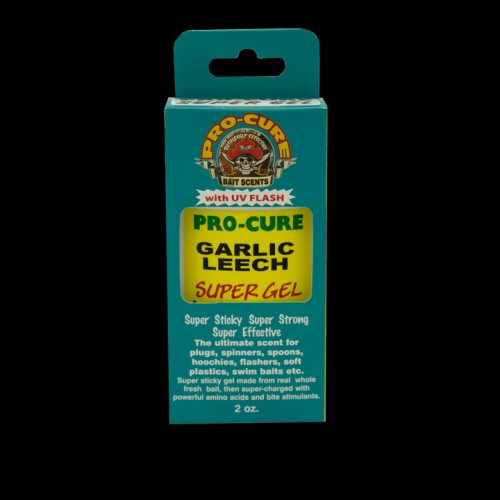 SUPER GEL
PRO-CURE
BAIT SCENTS
with UV FLASH
PRO-CURE
GARLIC
LEECH
SUPER GEL
Super Sticky Super Strong
Super Effective
The ultimate scent for
plugs, spinners, spoons,
hoochies, flashers, soft
plastics, swim baits etc.
Super sticky gel made from real whole
fresh bait, then super-charged with
powerful amino acids and bite stimulants.
2 oz.